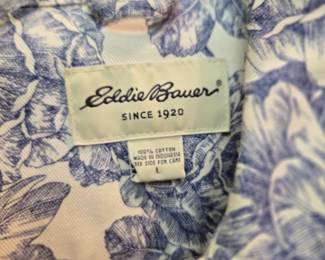 Eddie Bauer®
SINCE 1920
100% COTTON
MADE IN INDONESIA
SEE SIDE FOR CARE
L